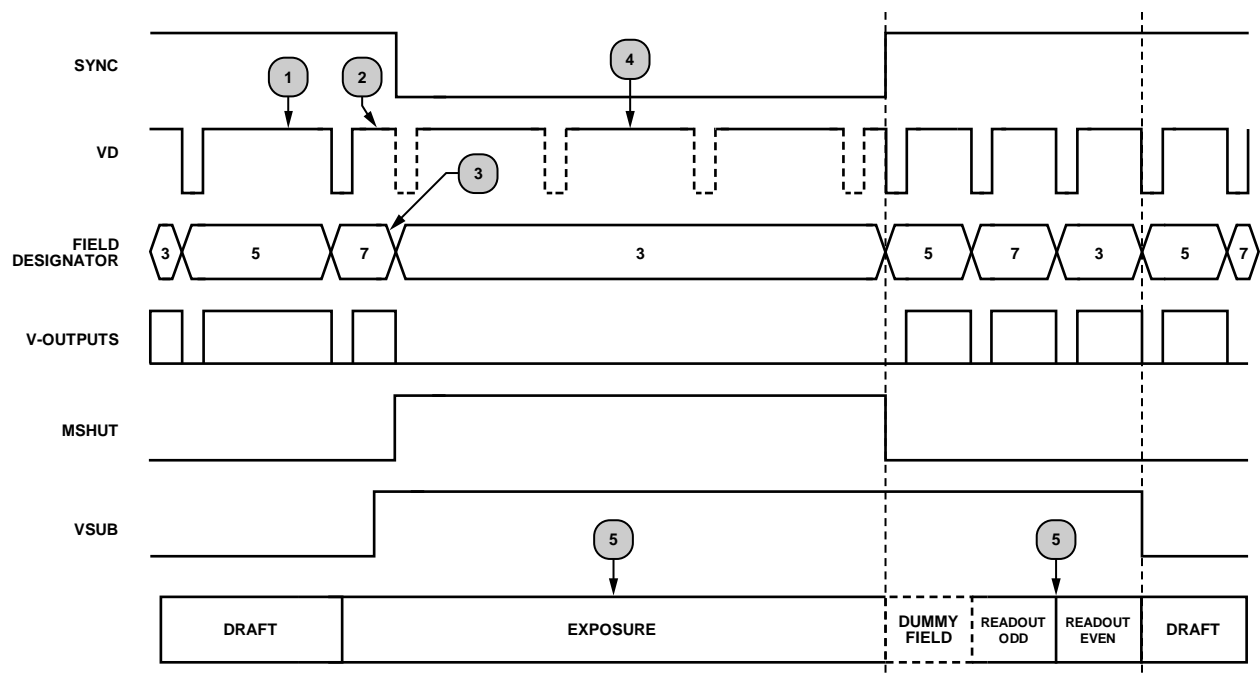 SYNC
1
2
4
VD
3
FIELD
DESIGNATOR
3
5
7
3
5
7
3
5
7
V-OUTPUTS
MSHUT
VSUB
5
5
DRAFT
EXPOSURE
DUMMY
FIELD
READOUT
ODD
READOUT
EVEN
DRAFT